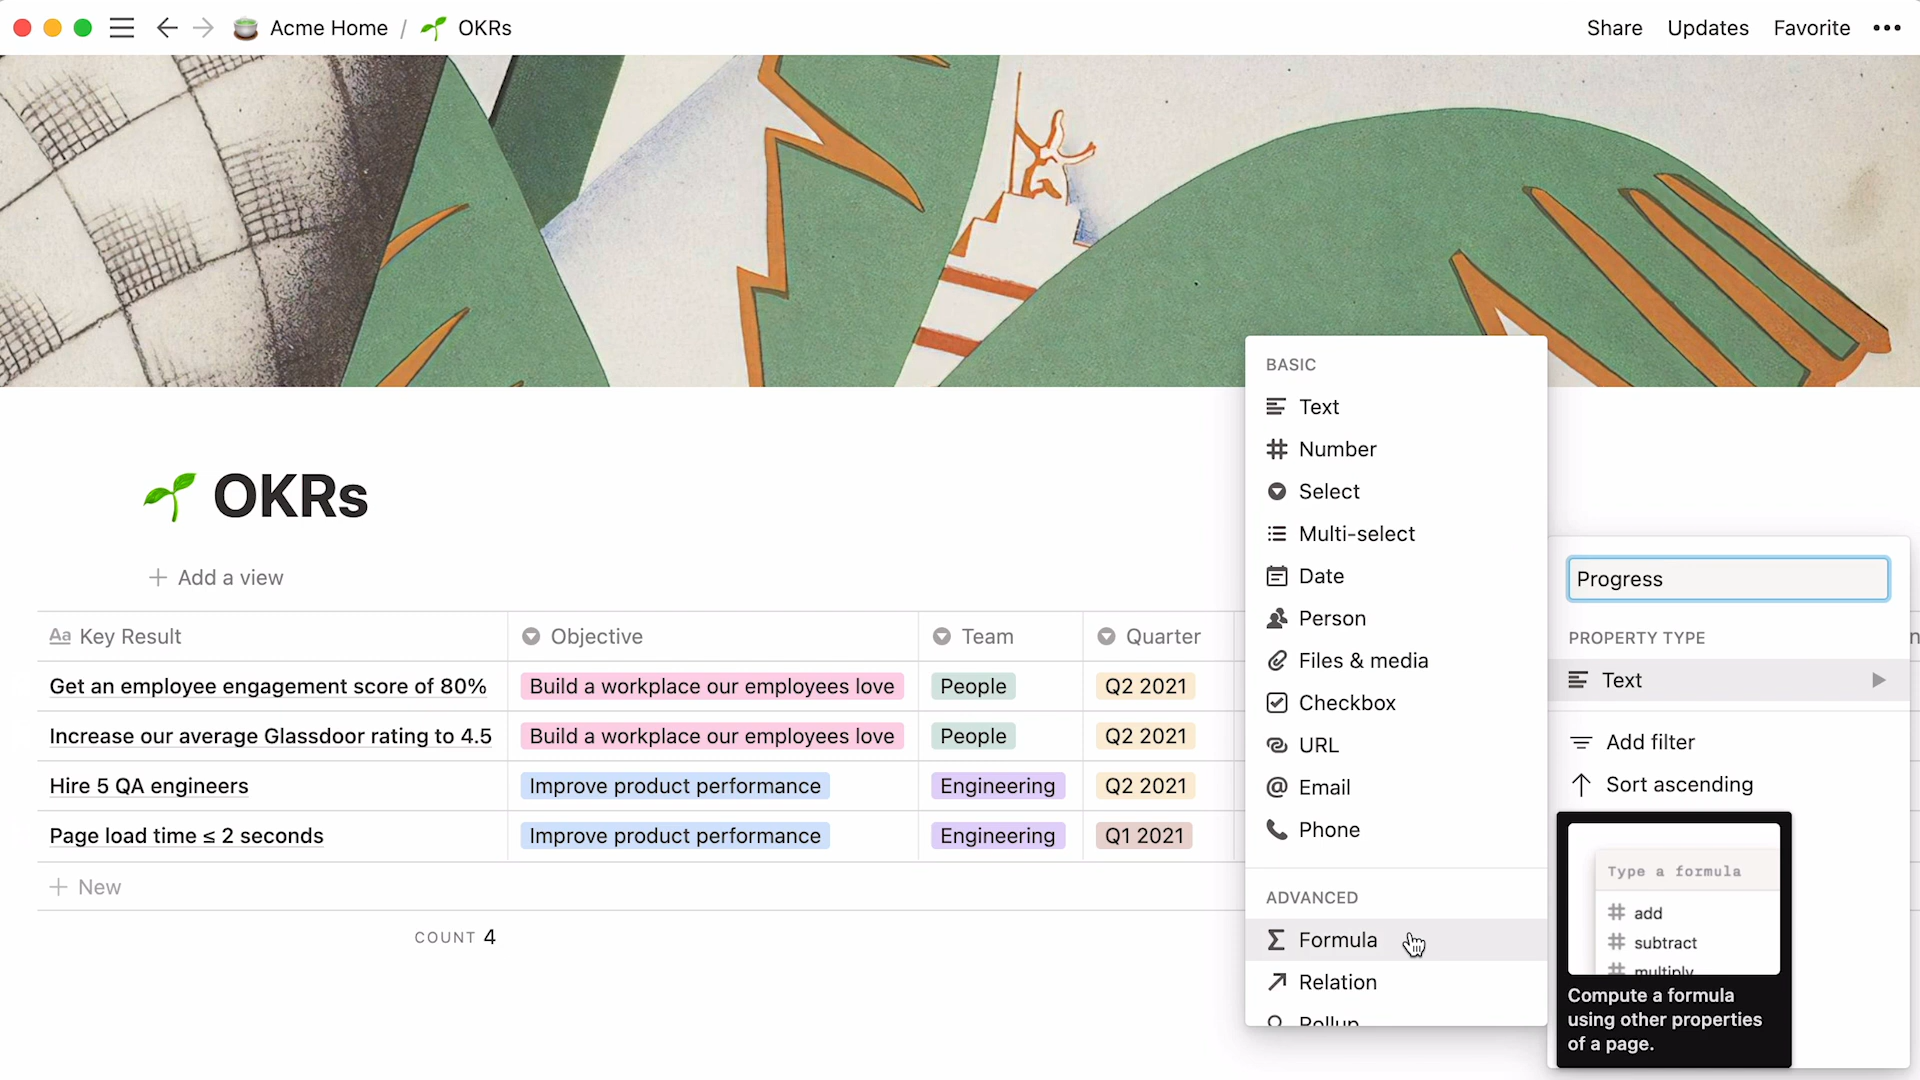 Acme Home / OKRs
Share Updates Favorite
OKRs
Add a view
Aa Key Result Objective Team Quarter
Get an employee engagement score of 80% Build a workplace our employees love People Q2 2021
Increase our average Glassdoor rating to 4.5 Build a workplace our employees love People Q2 2021
Hire 5 QA engineers Improve product performance Engineering Q2 2021
Page load time ≤ 2 seconds Improve product performance Engineering Q1 2021
New
COUNT 4
BASIC
Text
Number
Select
Multi-select
Date
Person
Files & media
Checkbox
URL
Email
Phone
ADVANCED
Formula
Relation
Rollup
Progress
PROPERTY TYPE
Text
Add filter
Sort ascending
Type a formula
add
subtract
multiply
Compute a formula
using other properties
of a page.